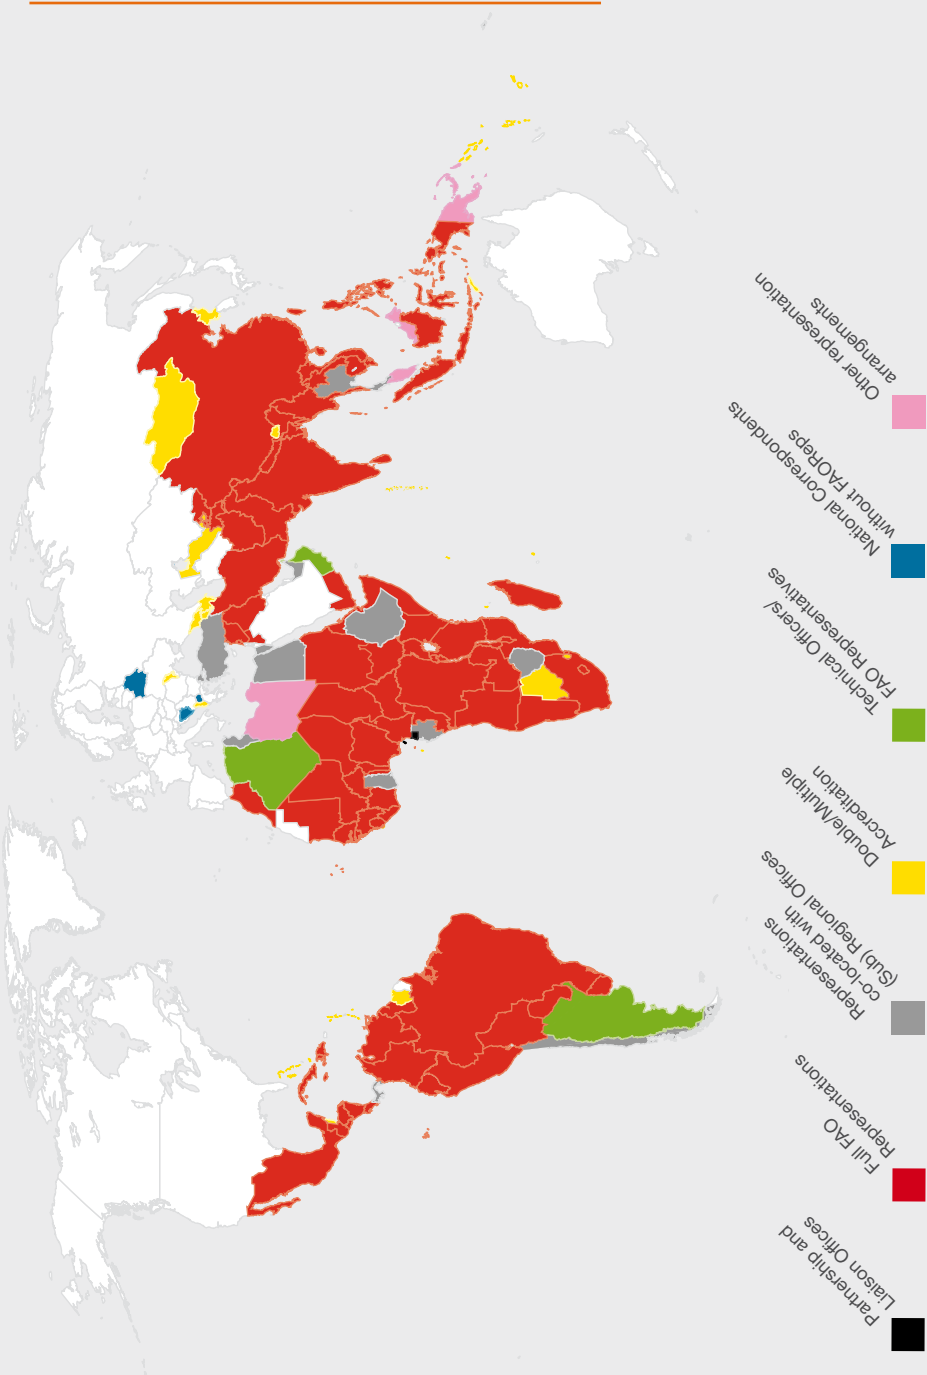 Partnership and
Liaison Offices
Full FAO
Representations
Representations
co-located with
(Sub) Regional Offices
Double/Multiple
Accreditation
Technical Officers/
FAO Representatives
National Correspondents
without FAOReps
Other representation
arrangements